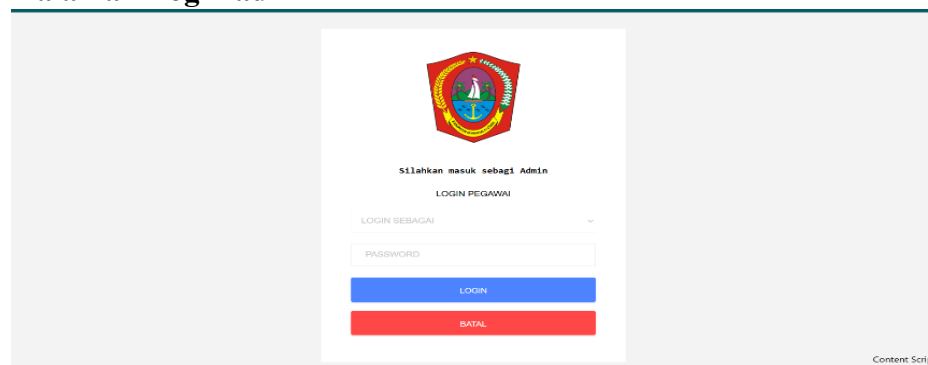 Silahkan masuk sebagi Admin
LOGIN PEGAWAI
LOGIN SEBAGAI
PASSWORD
LOGIN
BATAL
Content Scri